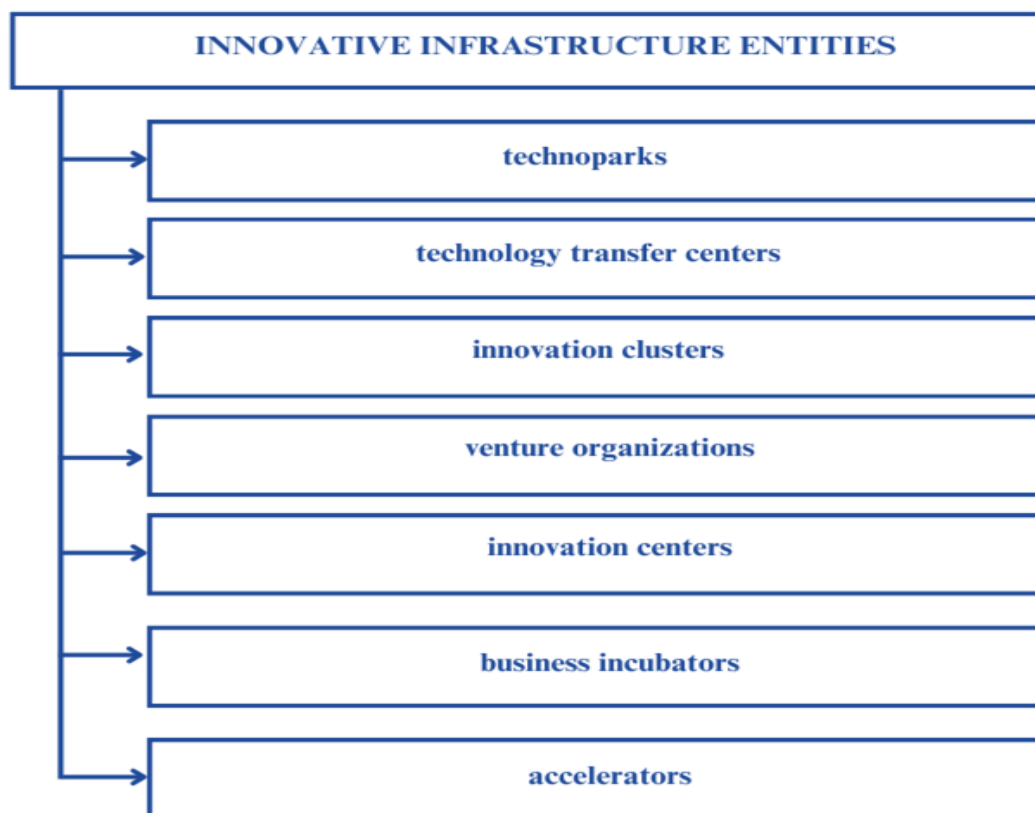 INNOVATIVE INFRASTRUCTURE ENTITIES
technoparks
technology transfer centers
innovation clusters
venture organizations
innovation centers
business incubators
accelerators